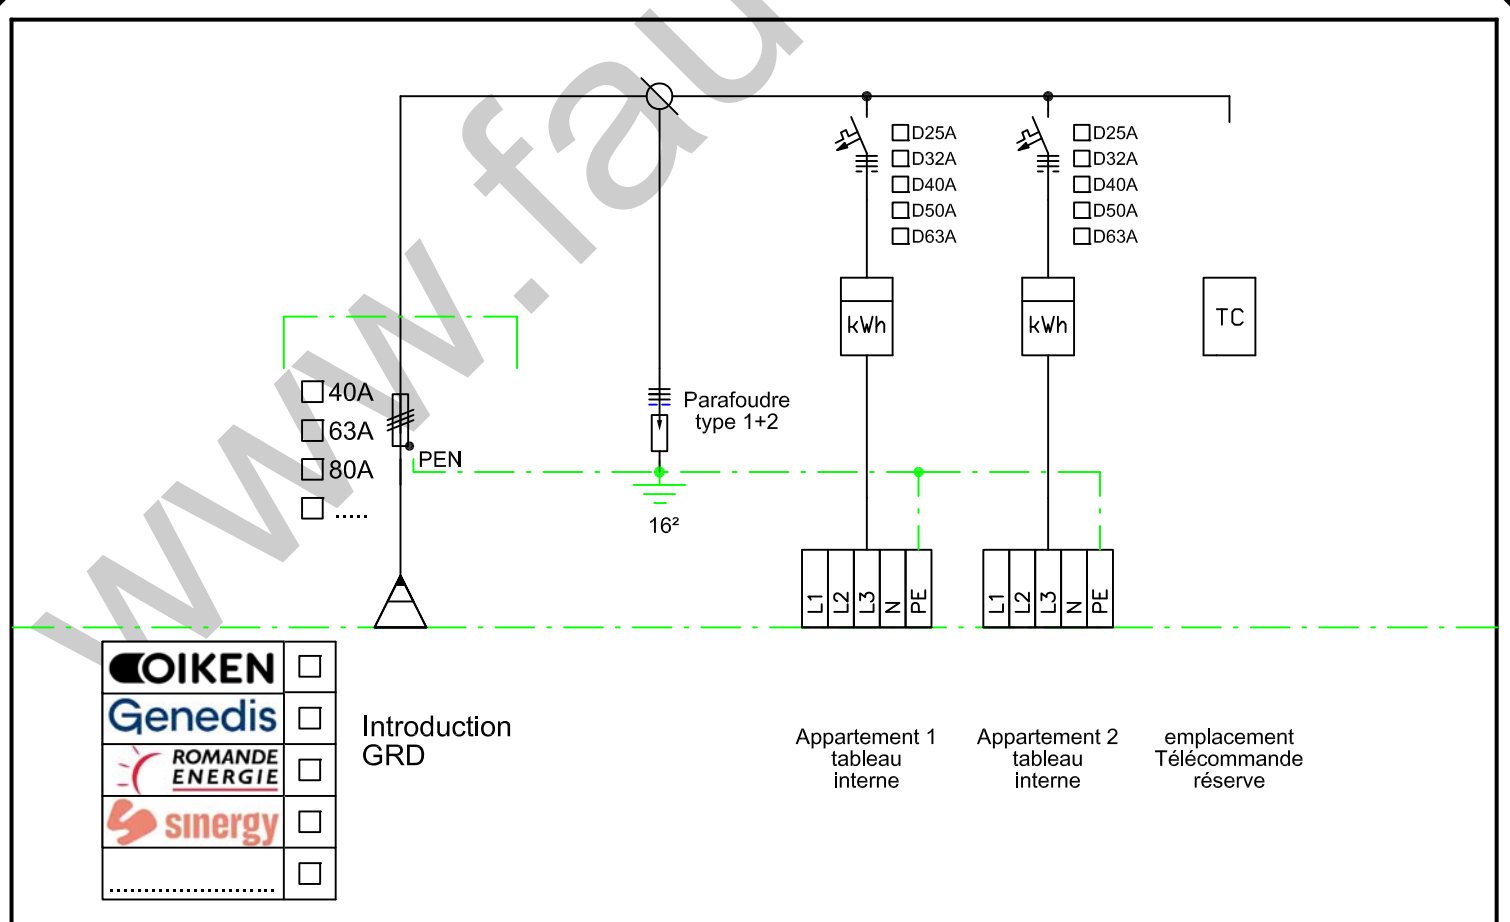 www.fau
D25A
D32A
D40A
D50A
D63A
D25A
D32A
D40A
D50A
D63A
kWh
kWh
TC
40A
63A
80A
.....
PEN
Parafoudre
type 1+2
16²
L1
L2
L3
N
PE
L1
L2
L3
N
PE
OIKEN
Genedis
ROMANDE
ENERGIE
sinergy
........................
Introduction
GRD
Appartement 1
tableau
interne
Appartement 2
tableau
interne
emplacement
Télécommande
réserve